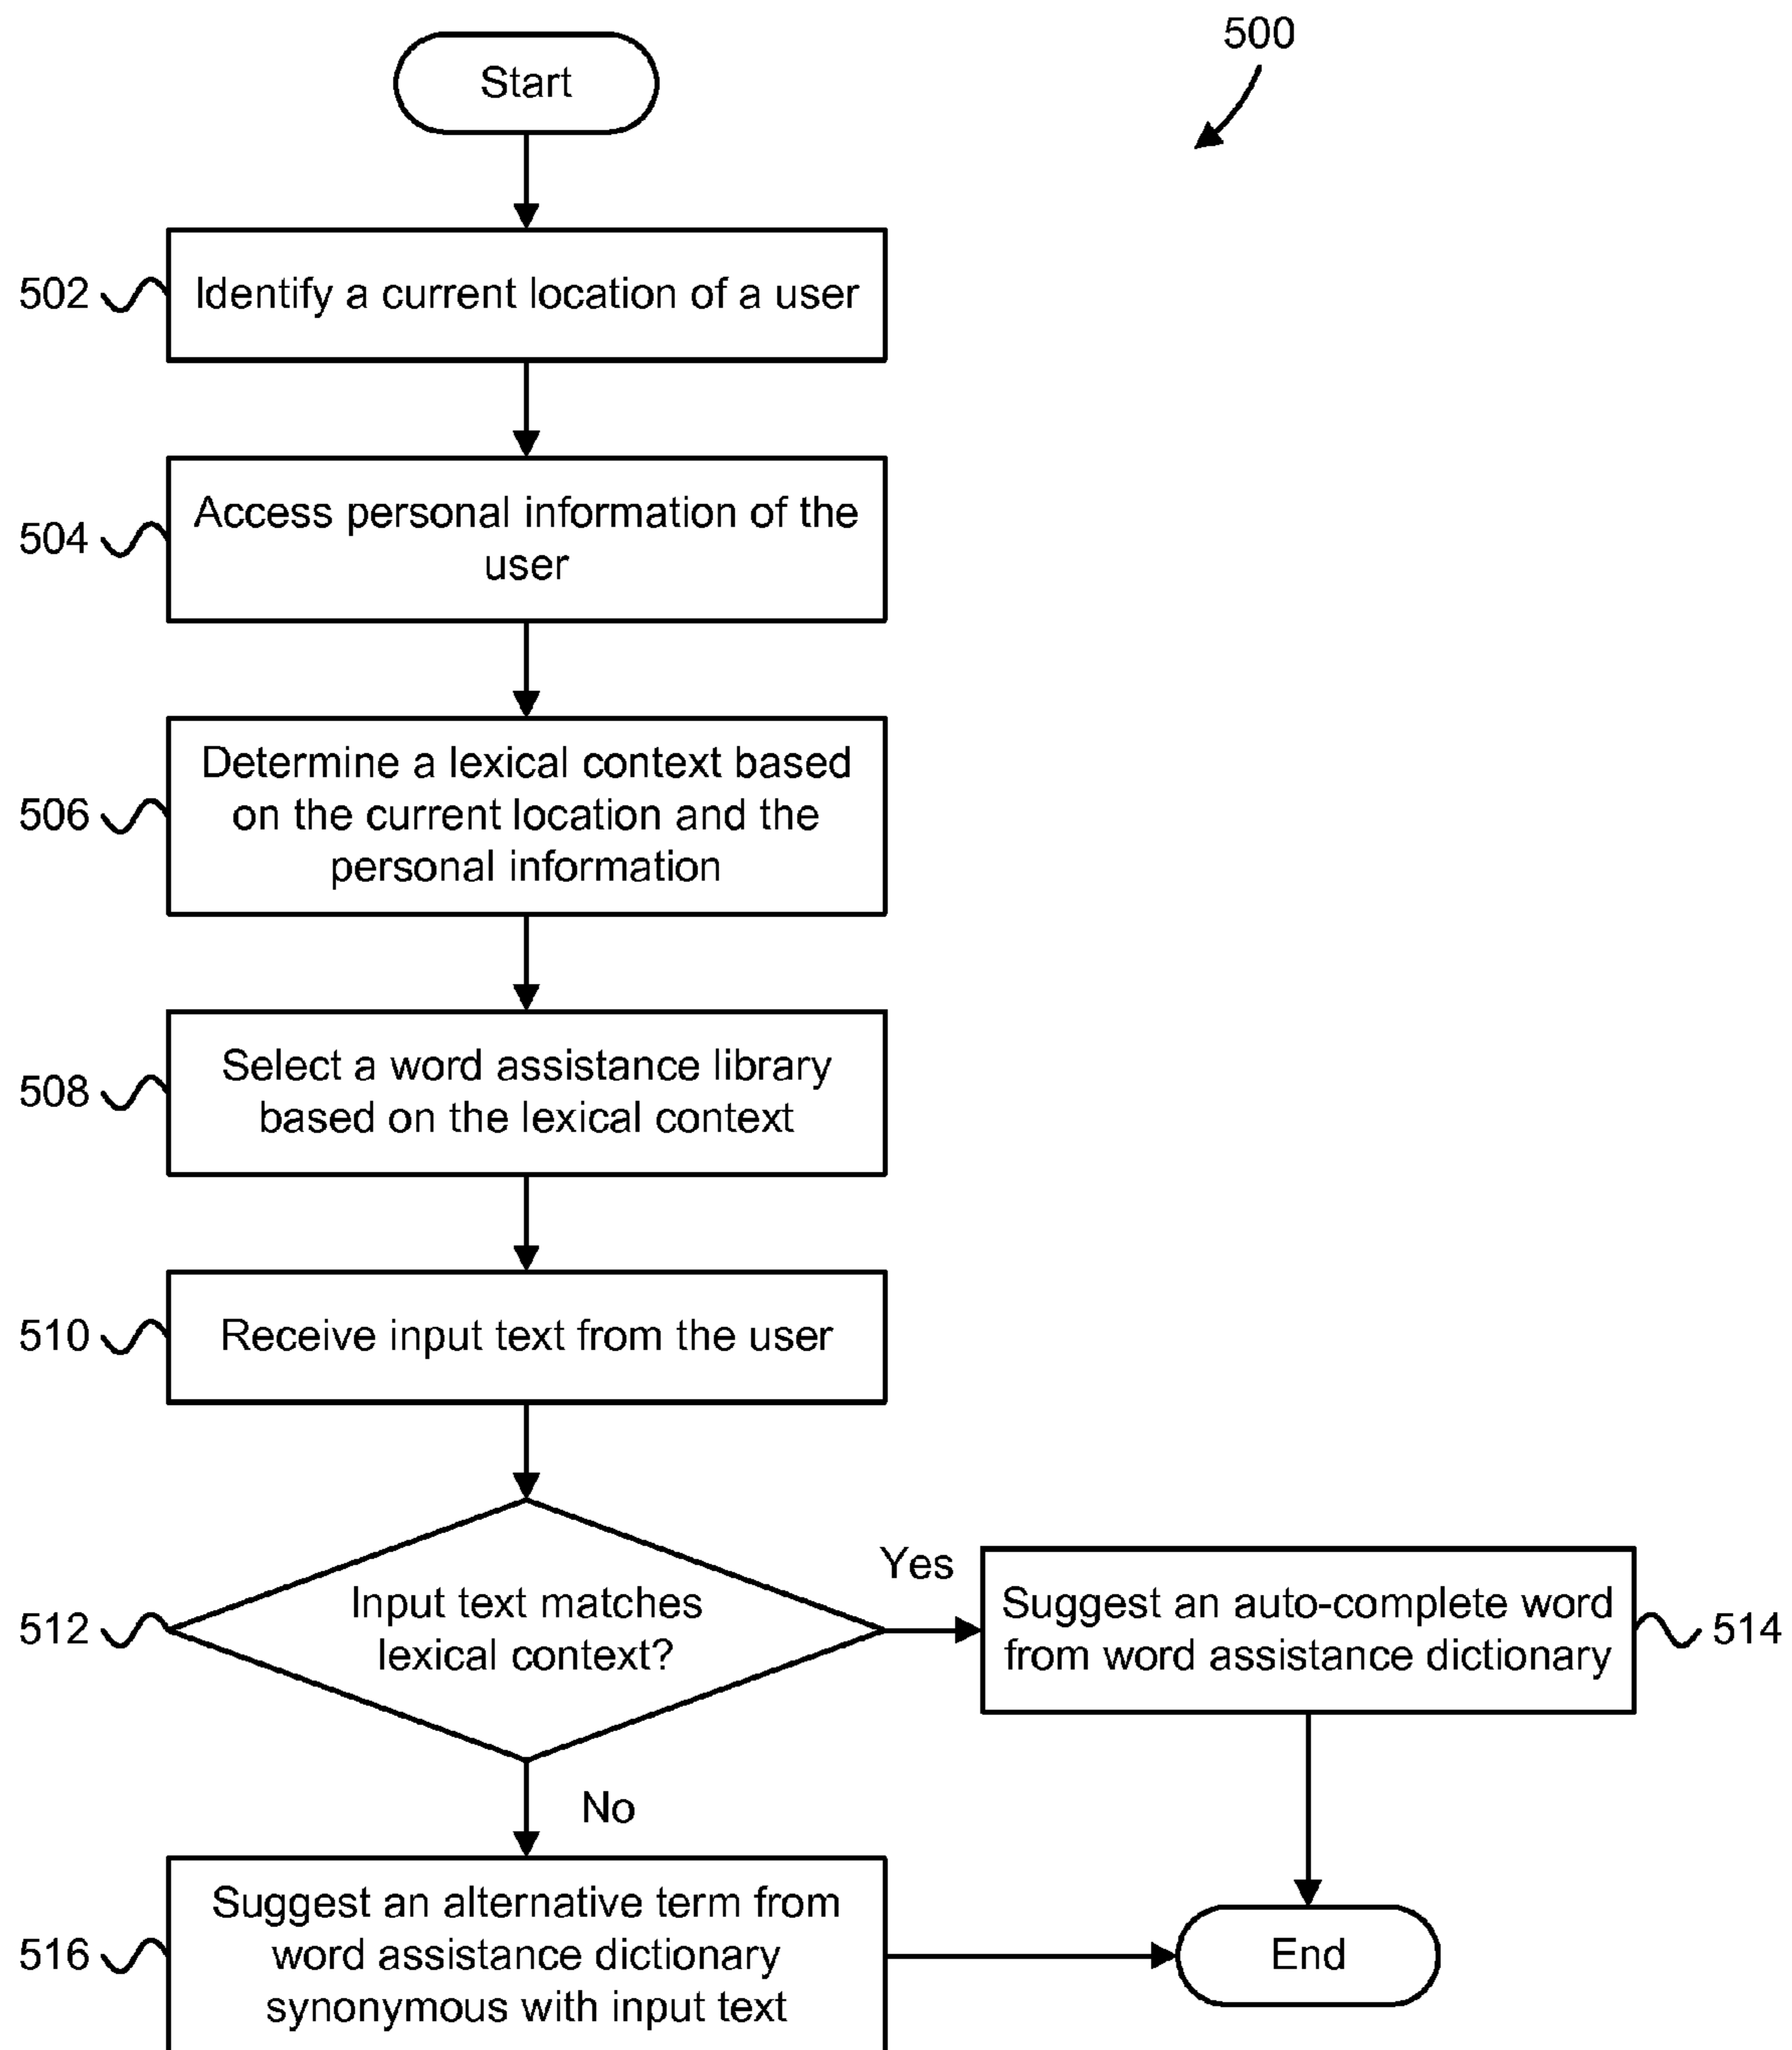 500
Start
502
Identify a current location of a user
504
Access personal information of the
user
506
Determine a lexical context based
on the current location and the
personal information
508
Select a word assistance library
based on the lexical context
510
Receive input text from the user
512
Input text matches
lexical context?
Yes
Suggest an auto-complete word
from word assistance dictionary
514
No
516
Suggest an alternative term from
word assistance dictionary
synonymous with input text
End